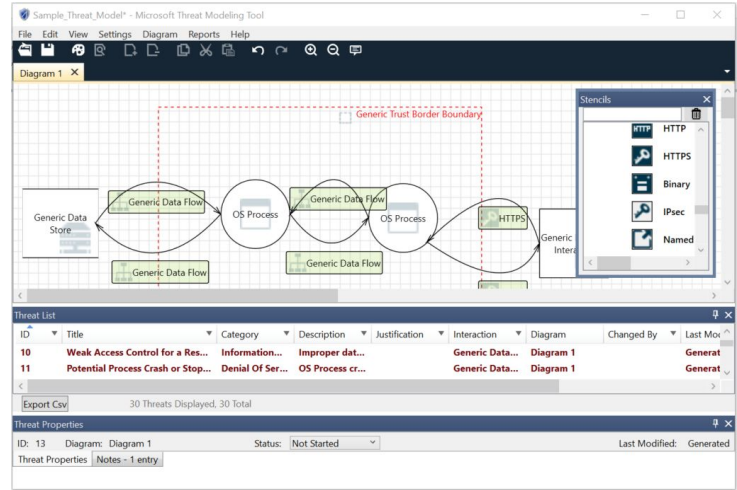 Sample_Threat_Model* - Microsoft Threat Modeling Tool
File Edit View Settings Diagram Reports Help
Diagram 1
Generic Trust Border Boundary
Stencils
HTTP
HTTP
HTTPS
Binary
IPsec
Named
Generic Data Flow
Generic Data Flow
Generic Data Store
OS Process
OS Process
HTTPS
Generic
Intera
Generic Data Flow
Generic Data Flow
Threat List
ID Title Category Description Justification Interaction Diagram Changed By Last Moc
10 Weak Access Control for a Res... Information... Improper dat... Generic Data... Diagram 1 Generat
11 Potential Process Crash or Stop... Denial Of Ser... OS Process cr... Generic Data... Diagram 1 Generat
Export Csv 30 Threats Displayed, 30 Total
Threat Properties
ID: 13 Diagram: Diagram 1 Status: Not Started Last Modified: Generated
Threat Properties Notes - 1 entry